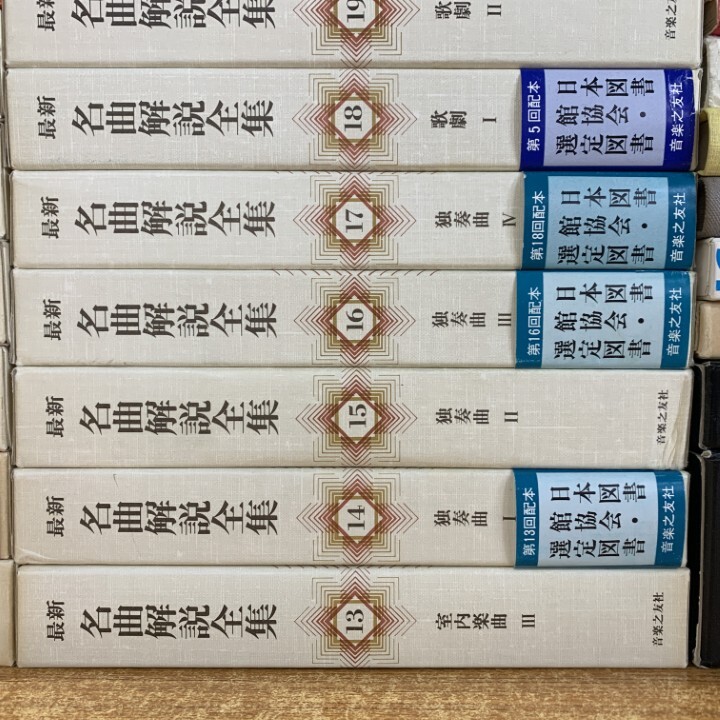 最新 名曲解説全集 19 歌劇 II 音楽之友社
最新 名曲解説全集 18 歌劇 I
第5回配本
日本図書
館協会・
選定図書
音楽之友社
最新 名曲解説全集 17 独奏曲 IV
第18回配本
日本図書
館協会・
選定図書
音楽之友社
最新 名曲解説全集 16 独奏曲 III
第16回配本
日本図書
館協会・
選定図書
音楽之友社
最新 名曲解説全集 15 独奏曲 II 音楽之友社
最新 名曲解説全集 14 独奏曲 I
第13回配本
日本図書
館協会・
選定図書
音楽之友社
最新 名曲解説全集 13 室内楽曲 III 音楽之友社